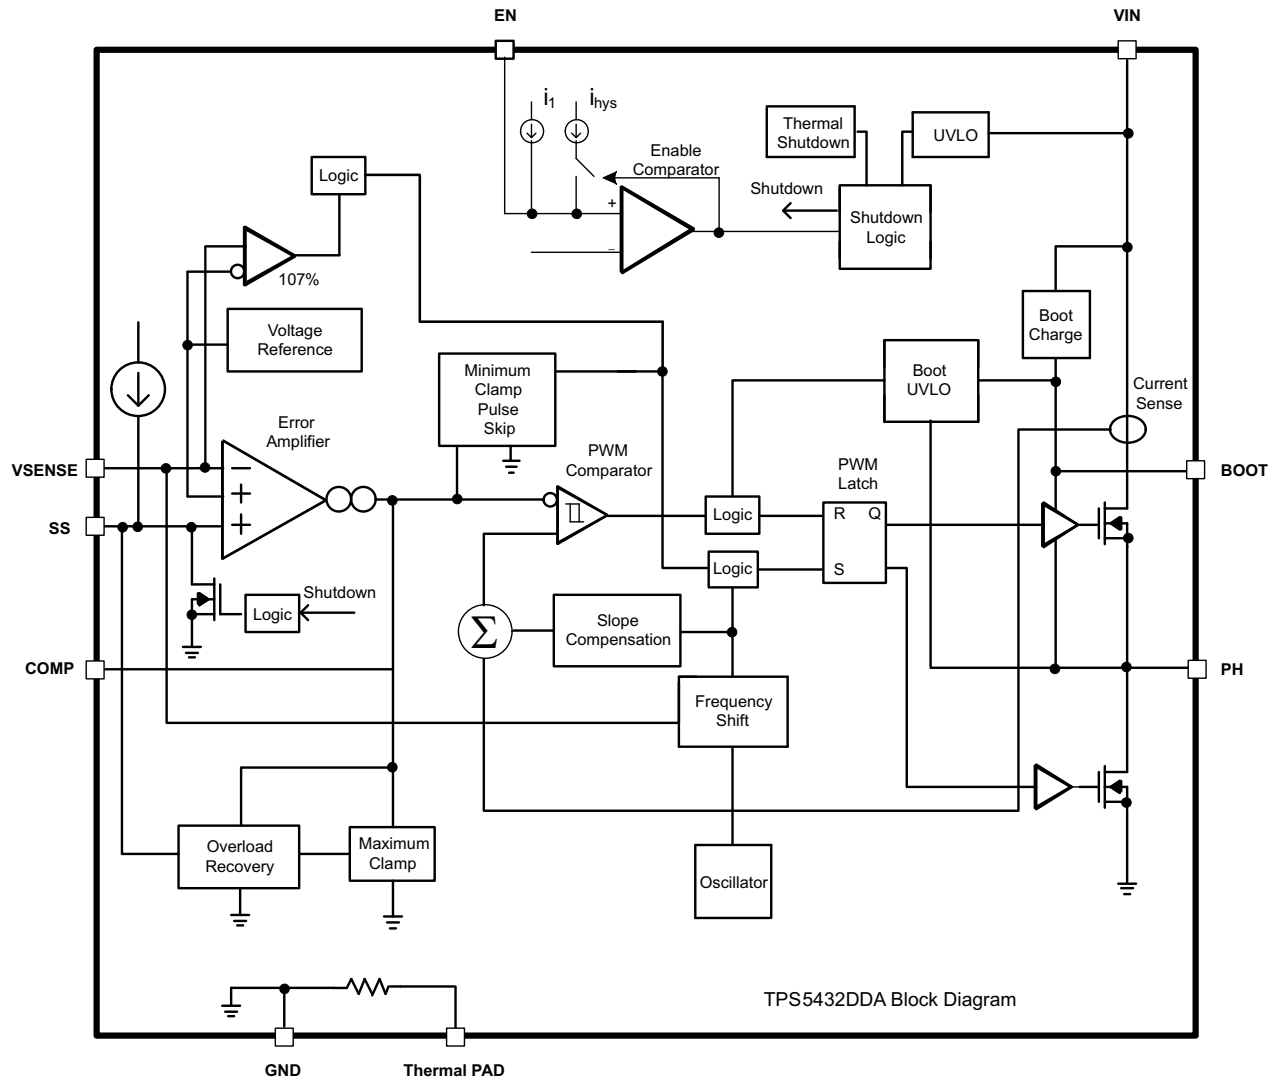 EN
VIN
i1
ihys
Thermal
Shutdown
UVLO
Enable
Comparator
+
−
Shutdown
Shutdown
Logic
Logic
107%
Voltage
Reference
Boot
Charge
Minimum
Clamp
Pulse
Skip
Boot
UVLO
Current
Sense
Error
Amplifier
PWM
Comparator
PWM
Latch
VSENSE
−
+
+
BOOT
SS
Logic
R Q
S
Logic
Shutdown
Logic
Σ
Slope
Compensation
COMP
PH
Frequency
Shift
Overload
Recovery
Maximum
Clamp
Oscillator
TPS5432DDA Block Diagram
GND
Thermal PAD